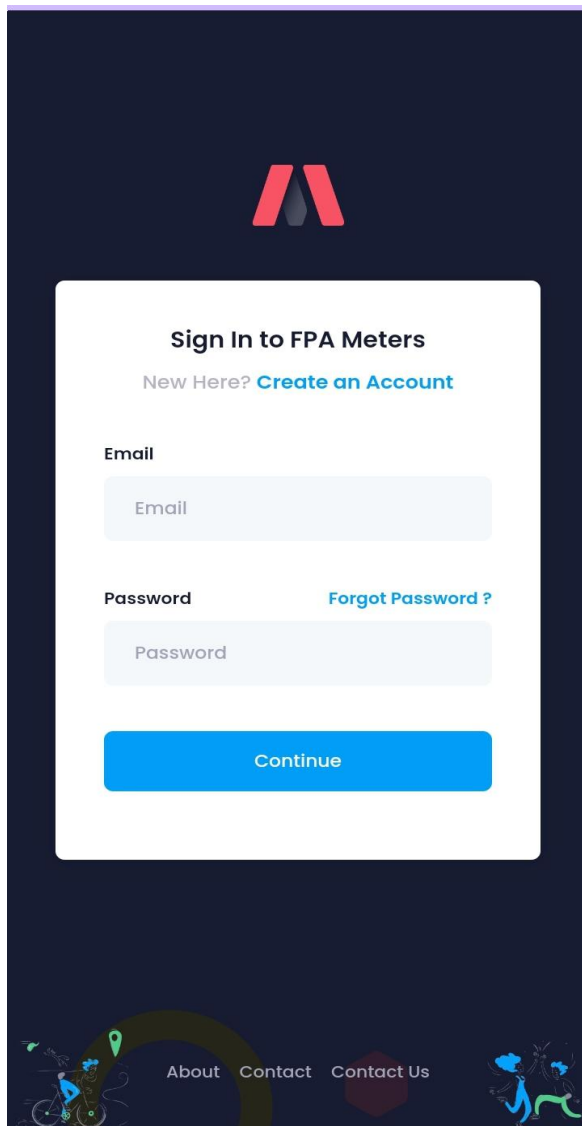 Sign In to FPA Meters
New Here? Create an Account
Email
Email
Password Forgot Password ?
Password
Continue
About Contact Contact Us